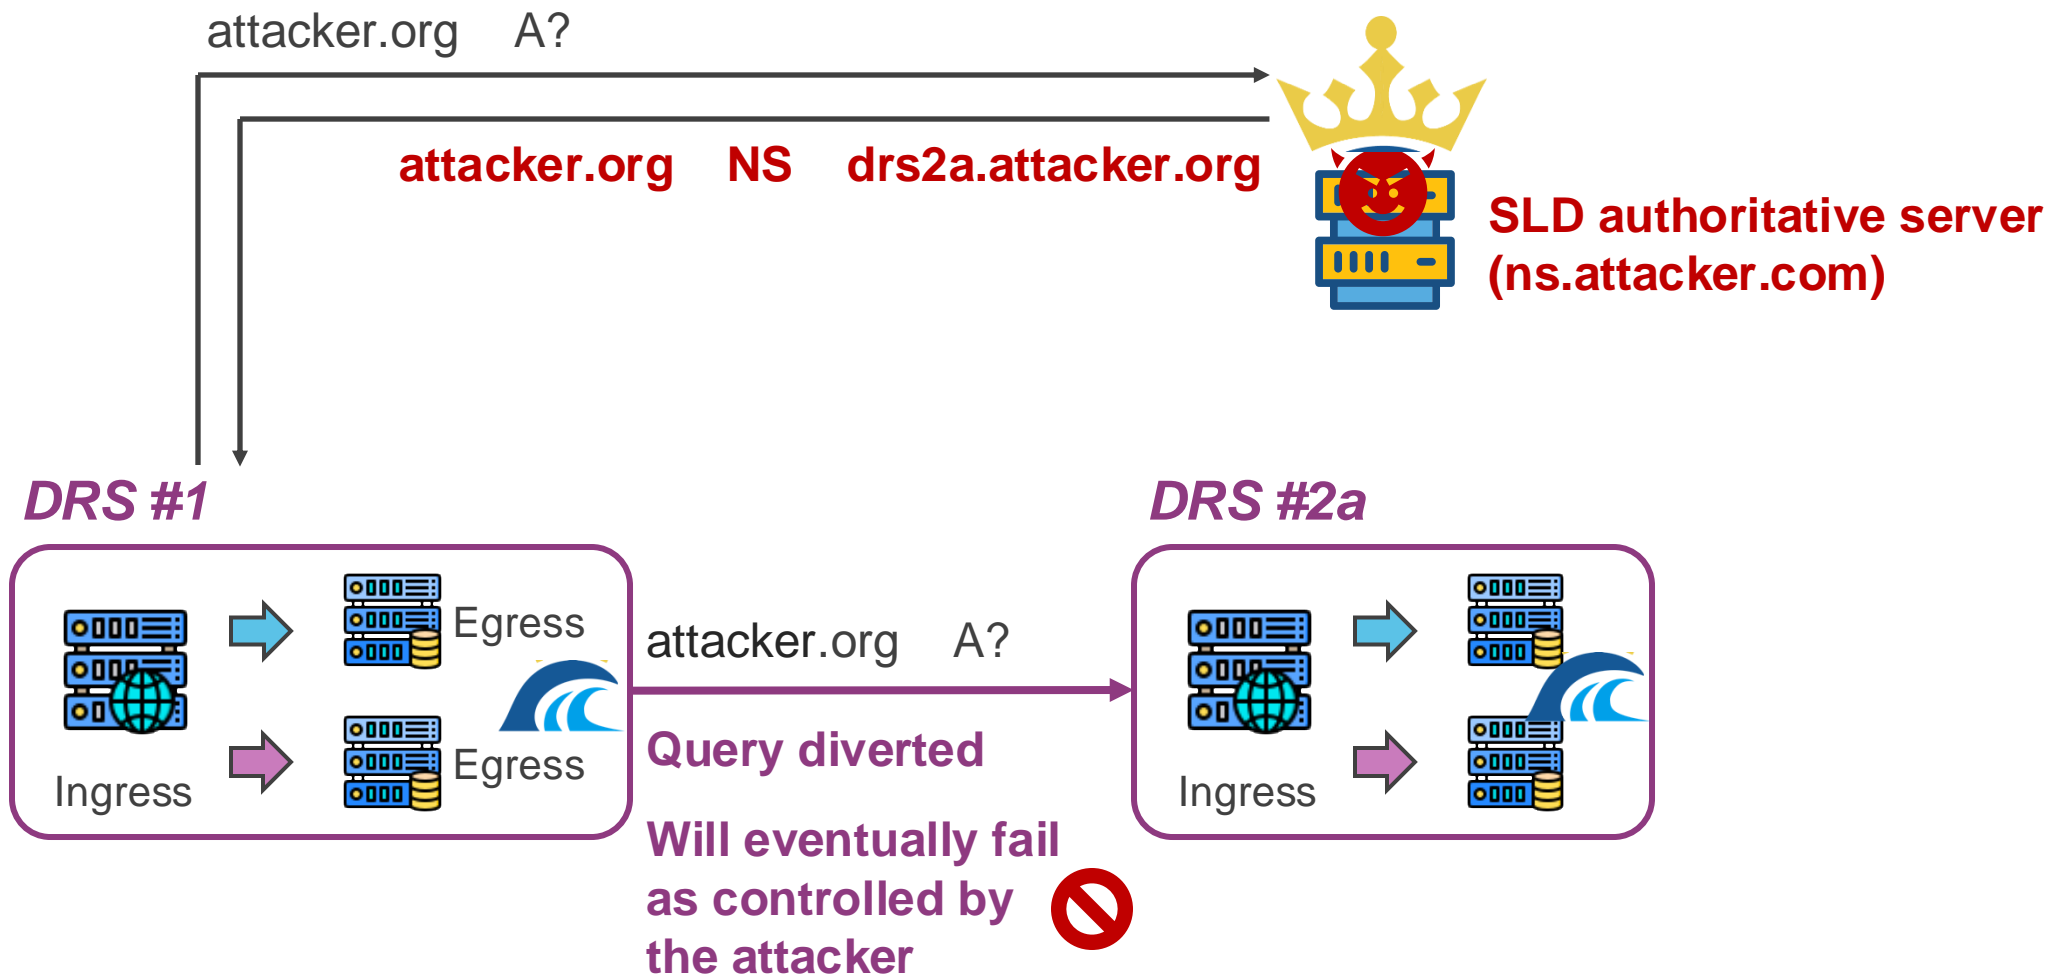 attacker.org A?
attacker.org NS drs2a.attacker.org
SLD authoritative server
(ns.attacker.com)
DRS #1
DRS #2a
Egress
Egress
Ingress
attacker.org A?
Query diverted
Will eventually fail
as controlled by
the attacker
Ingress